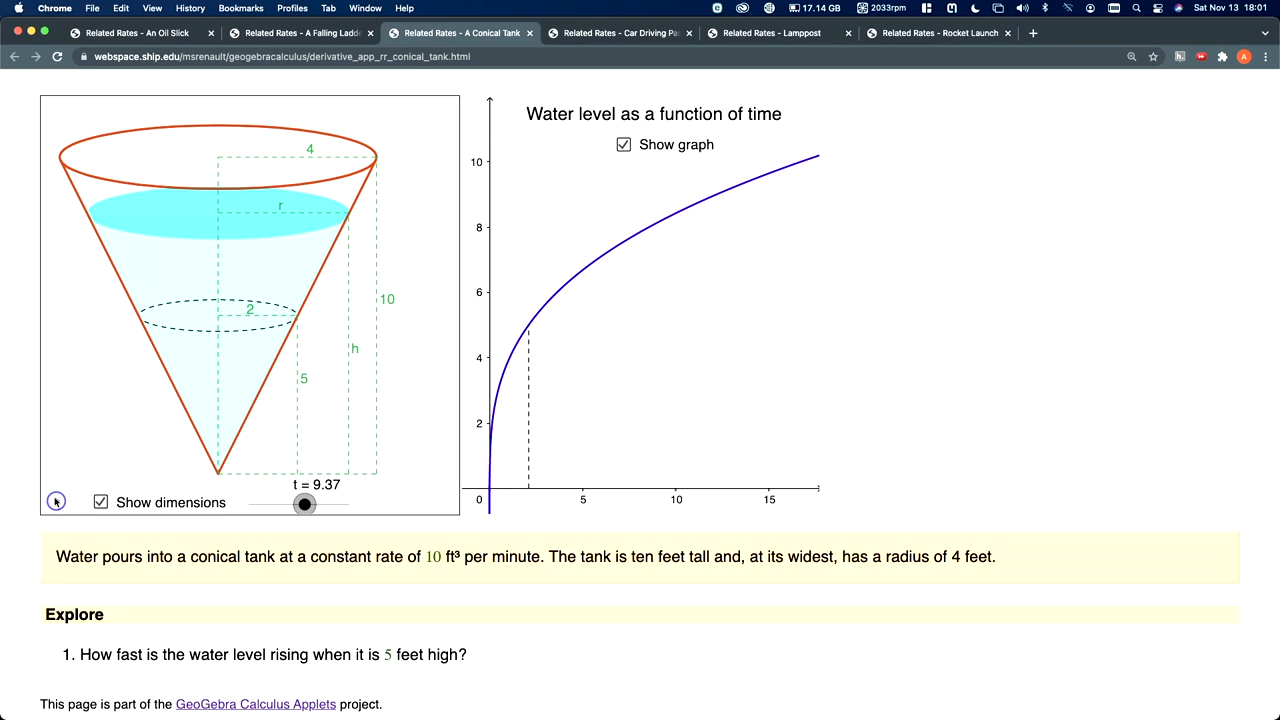 Chrome File Edit View History Bookmarks Profiles Tab Window Help 17.14 GB 2033rpm Sat Nov 13 18:01
Related Rates - An Oil Slick
Related Rates - A Falling Ladde
Related Rates - A Conical Tank
Related Rates - Car Driving Pas
Related Rates - Lamppost
Related Rates - Rocket Launch
webspace.ship.edu/msrenault/geogebracalculus/derivative_app_rr_conical_tank.html
A
Water level as a function of time
Show graph
4
r
2
10
h
5
t = 9.37
Show dimensions
10
8
6
4
2
0 5 10 15
Water pours into a conical tank at a constant rate of 10 ft³ per minute. The tank is ten feet tall and, at its widest, has a radius of 4 feet.
Explore
1. How fast is the water level rising when it is 5 feet high?
This page is part of the GeoGebra Calculus Applets project.